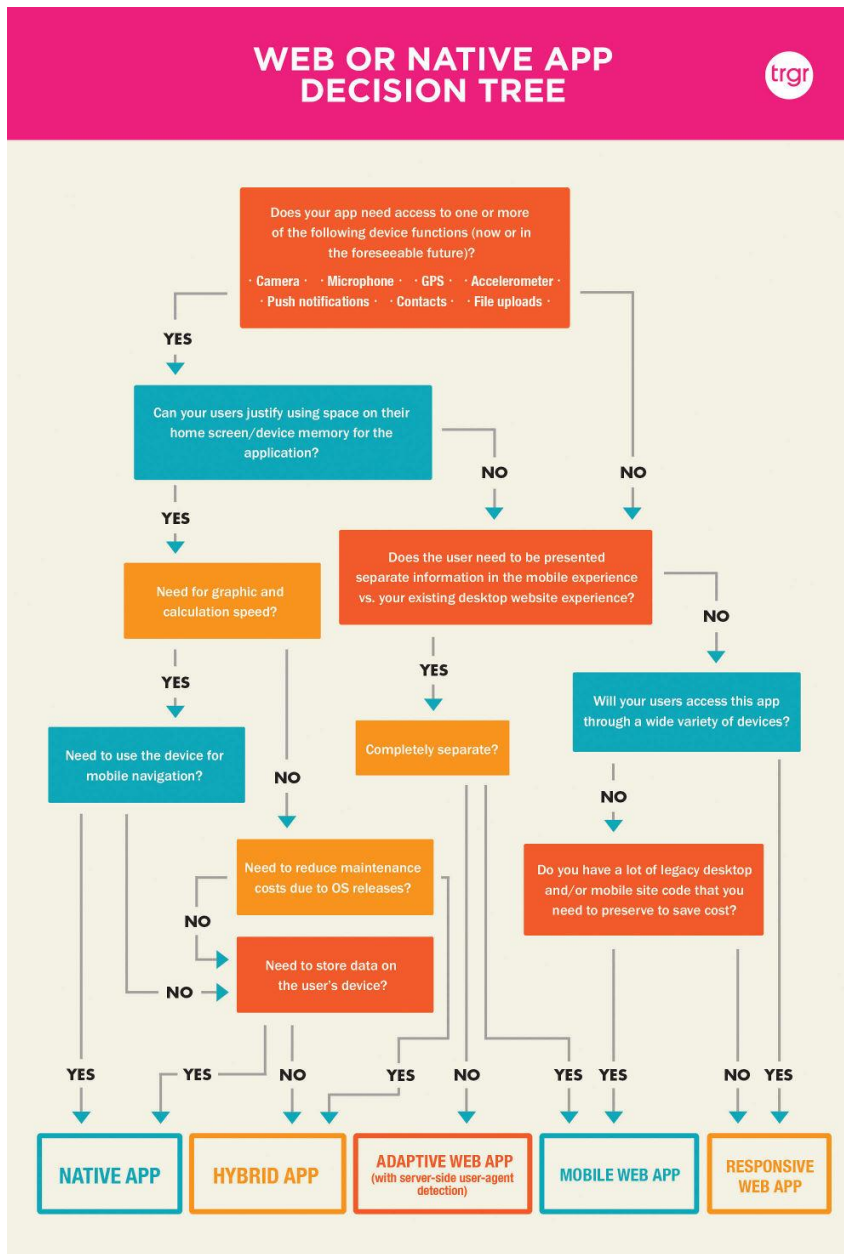 WEB OR NATIVE APP
DECISION TREE
trgr
Does your app need access to one or more
of the following device functions (now or in
the foreseeable future)?
· Camera · · Microphone · · GPS · · Accelerometer ·
· Push notifications · · Contacts · · File uploads ·
YES
Can your users justify using space on their
home screen/device memory for the
application?
NO
NO
YES
Does the user need to be presented
separate information in the mobile experience
vs. your existing desktop website experience?
Need for graphic and
calculation speed?
NO
YES
YES
Will your users access this app
through a wide variety of devices?
Completely separate?
Need to use the device for
mobile navigation?
NO
NO
Need to reduce maintenance
costs due to OS releases?
Do you have a lot of legacy desktop
and/or mobile site code that you
need to preserve to save cost?
NO
Need to store data on
the user's device?
NO
YES
YES
NO
YES
NO
YES
YES
NO
YES
NATIVE APP
HYBRID APP
ADAPTIVE WEB APP
(with server-side user-agent
detection)
MOBILE WEB APP
RESPONSIVE
WEB APP